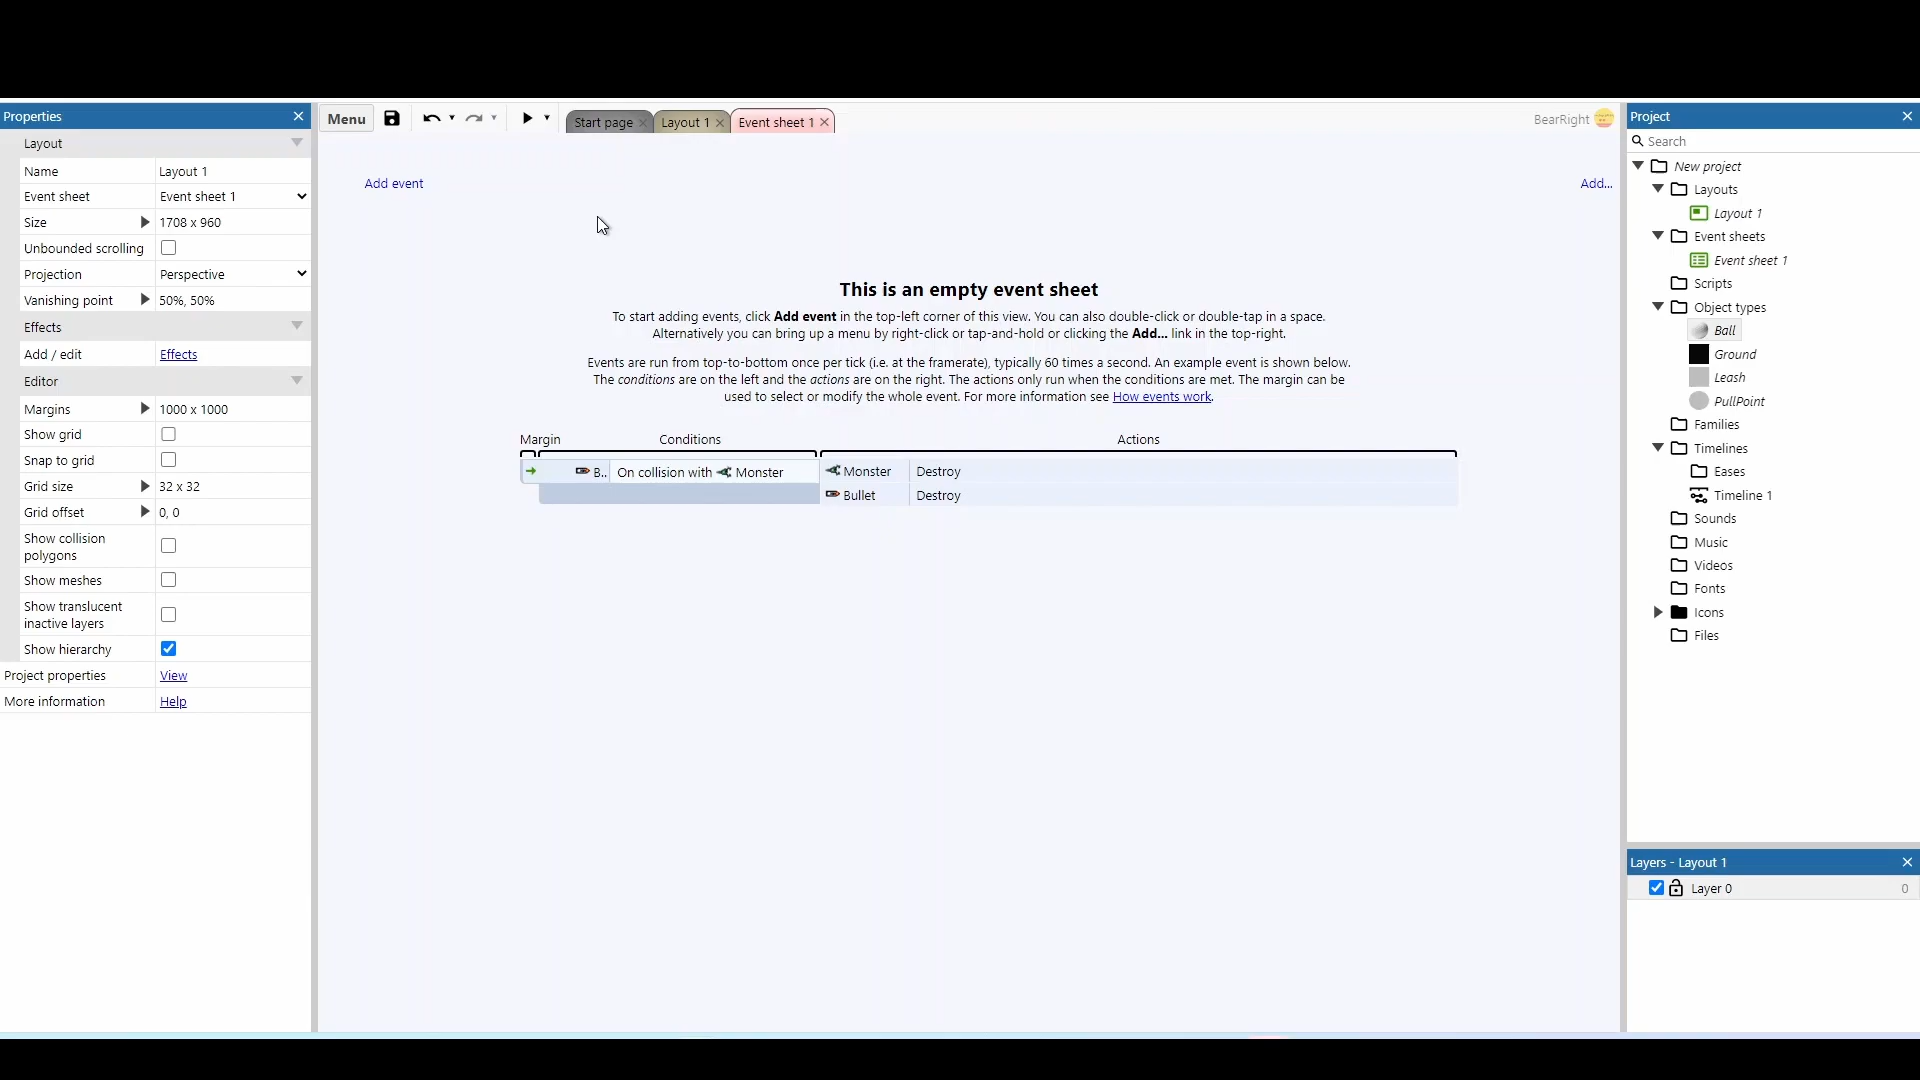 Properties
Layout
Name Layout 1
Event sheet Event sheet 1
Size 1708 x 960
Unbounded scrolling
Projection Perspective
Vanishing point 50%, 50%
Effects
Add / edit Effects
Editor
Margins 1000 x 1000
Show grid
Snap to grid
Grid size 32 x 32
Grid offset 0, 0
Show collision
polygons
Show meshes
Show translucent
inactive layers
Show hierarchy
Project properties View
More information Help
Menu Start page Layout 1 Event sheet 1 BearRight
Add event Add...
This is an empty event sheet
To start adding events, click Add event in the top-left corner of this view. You can also double-click or double-tap in a space.
Alternatively you can bring up a menu by right-click or tap-and-hold or clicking the Add... link in the top-right.
Events are run from top-to-bottom once per tick (i.e. at the framerate), typically 60 times a second. An example event is shown below.
The conditions are on the left and the actions are on the right. The actions only run when the conditions are met. The margin can be
used to select or modify the whole event. For more information see How events work.
Margin Conditions Actions
B.. On collision with Monster Monster Destroy
Bullet Destroy
Project
Search
New project
Layouts
Layout 1
Event sheets
Event sheet 1
Scripts
Object types
Ball
Ground
Leash
PullPoint
Families
Timelines
Eases
Timeline 1
Sounds
Music
Videos
Fonts
Icons
Files
Layers - Layout 1
Layer 0 0